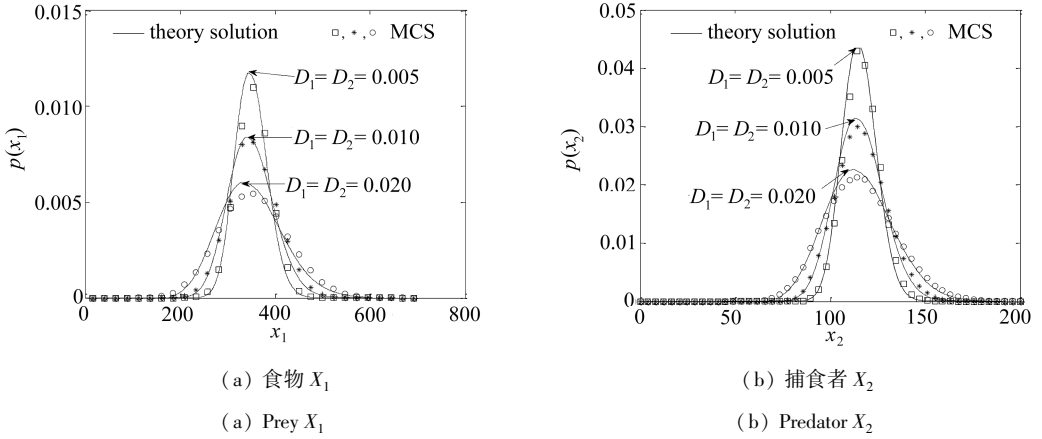 0.015
theory solution □, *, ○ MCS
D₁= D₂= 0.005
0.010
D₁= D₂= 0.010
D₁= D₂= 0.020
0.005
0
p(x₁)
200 400 600 800
x₁
(a) 食物 X₁
(a) Prey X₁
0.05
theory solution □, *, ○ MCS
0.04
D₁= D₂= 0.005
0.03
D₁= D₂= 0.010
0.02
D₁= D₂= 0.020
0.01
0
p(x₂)
0 50 100 150 200
x₂
(b) 捕食者 X₂
(b) Predator X₂